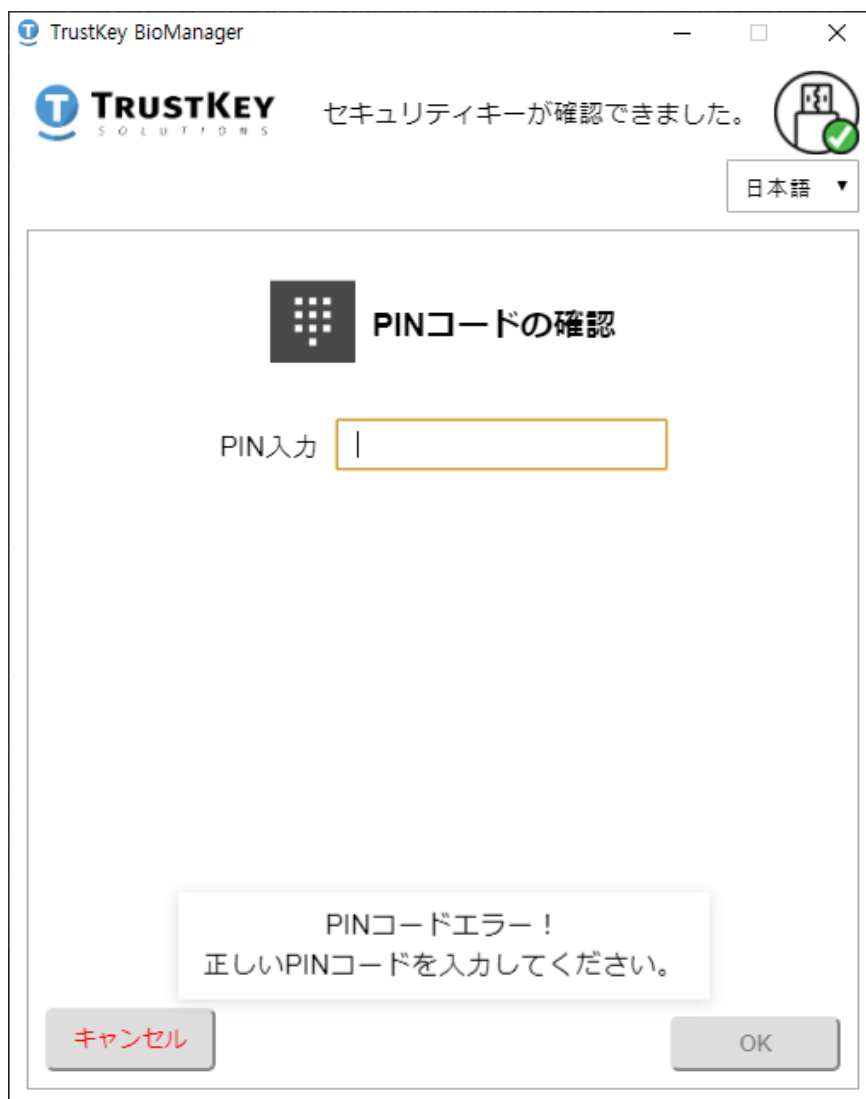 TrustKey BioManager
TRUSTKEY
SOLUTIONS
セキュリティキーが確認できました。
日本語
PINコードの確認
PIN入力
PINコードエラー！
正しいPINコードを入力してください。
キャンセル
OK